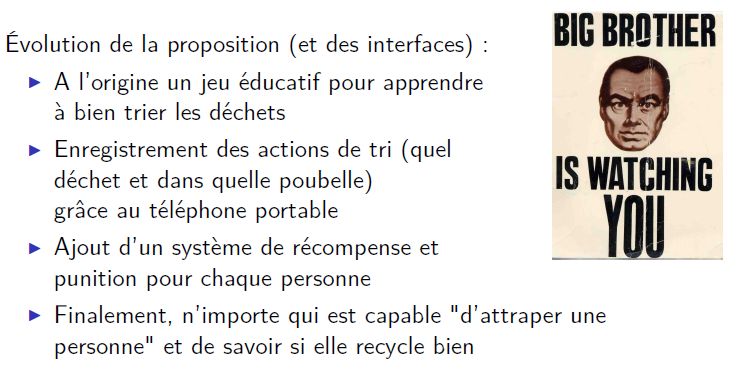 Évolution de la proposition (et des interfaces) :
A l'origine un jeu éducatif pour apprendre
à bien trier les déchets
Enregistrement des actions de tri (quel
déchet et dans quelle poubelle)
grâce au téléphone portable
Ajout d'un système de récompense et
punition pour chaque personne
Finalement, n'importe qui est capable "d'attraper une
personne" et de savoir si elle recycle bien
BIG BROTHER
IS WATCHING
YOU